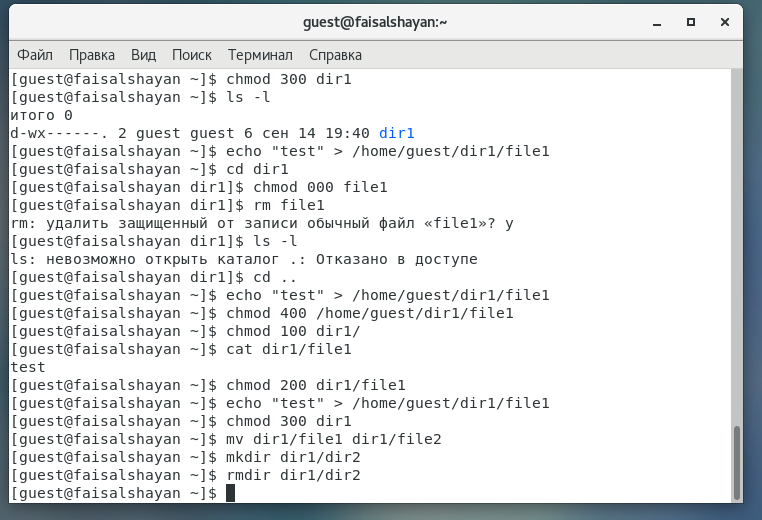 guest@faisalshayan:~
Файл Правка Вид Поиск Терминал Справка
[guest@faisalshayan ~]$ chmod 300 dir1
[guest@faisalshayan ~]$ ls -l
итого 0
d-wx------. 2 guest guest 6 сен 14 19:40 dir1
[guest@faisalshayan ~]$ echo "test" > /home/guest/dir1/file1
[guest@faisalshayan ~]$ cd dir1
[guest@faisalshayan dir1]$ chmod 000 file1
[guest@faisalshayan dir1]$ rm file1
rm: удалить защищенный от записи обычный файл «file1»? y
[guest@faisalshayan dir1]$ ls -l
ls: невозможно открыть каталог .: Отказано в доступе
[guest@faisalshayan dir1]$ cd ..
[guest@faisalshayan ~]$ echo "test" > /home/guest/dir1/file1
[guest@faisalshayan ~]$ chmod 400 /home/guest/dir1/file1
[guest@faisalshayan ~]$ chmod 100 dir1/
[guest@faisalshayan ~]$ cat dir1/file1
test
[guest@faisalshayan ~]$ chmod 200 dir1/file1
[guest@faisalshayan ~]$ echo "test" > /home/guest/dir1/file1
[guest@faisalshayan ~]$ chmod 300 dir1
[guest@faisalshayan ~]$ mv dir1/file1 dir1/file2
[guest@faisalshayan ~]$ mkdir dir1/dir2
[guest@faisalshayan ~]$ rmdir dir1/dir2
[guest@faisalshayan ~]$